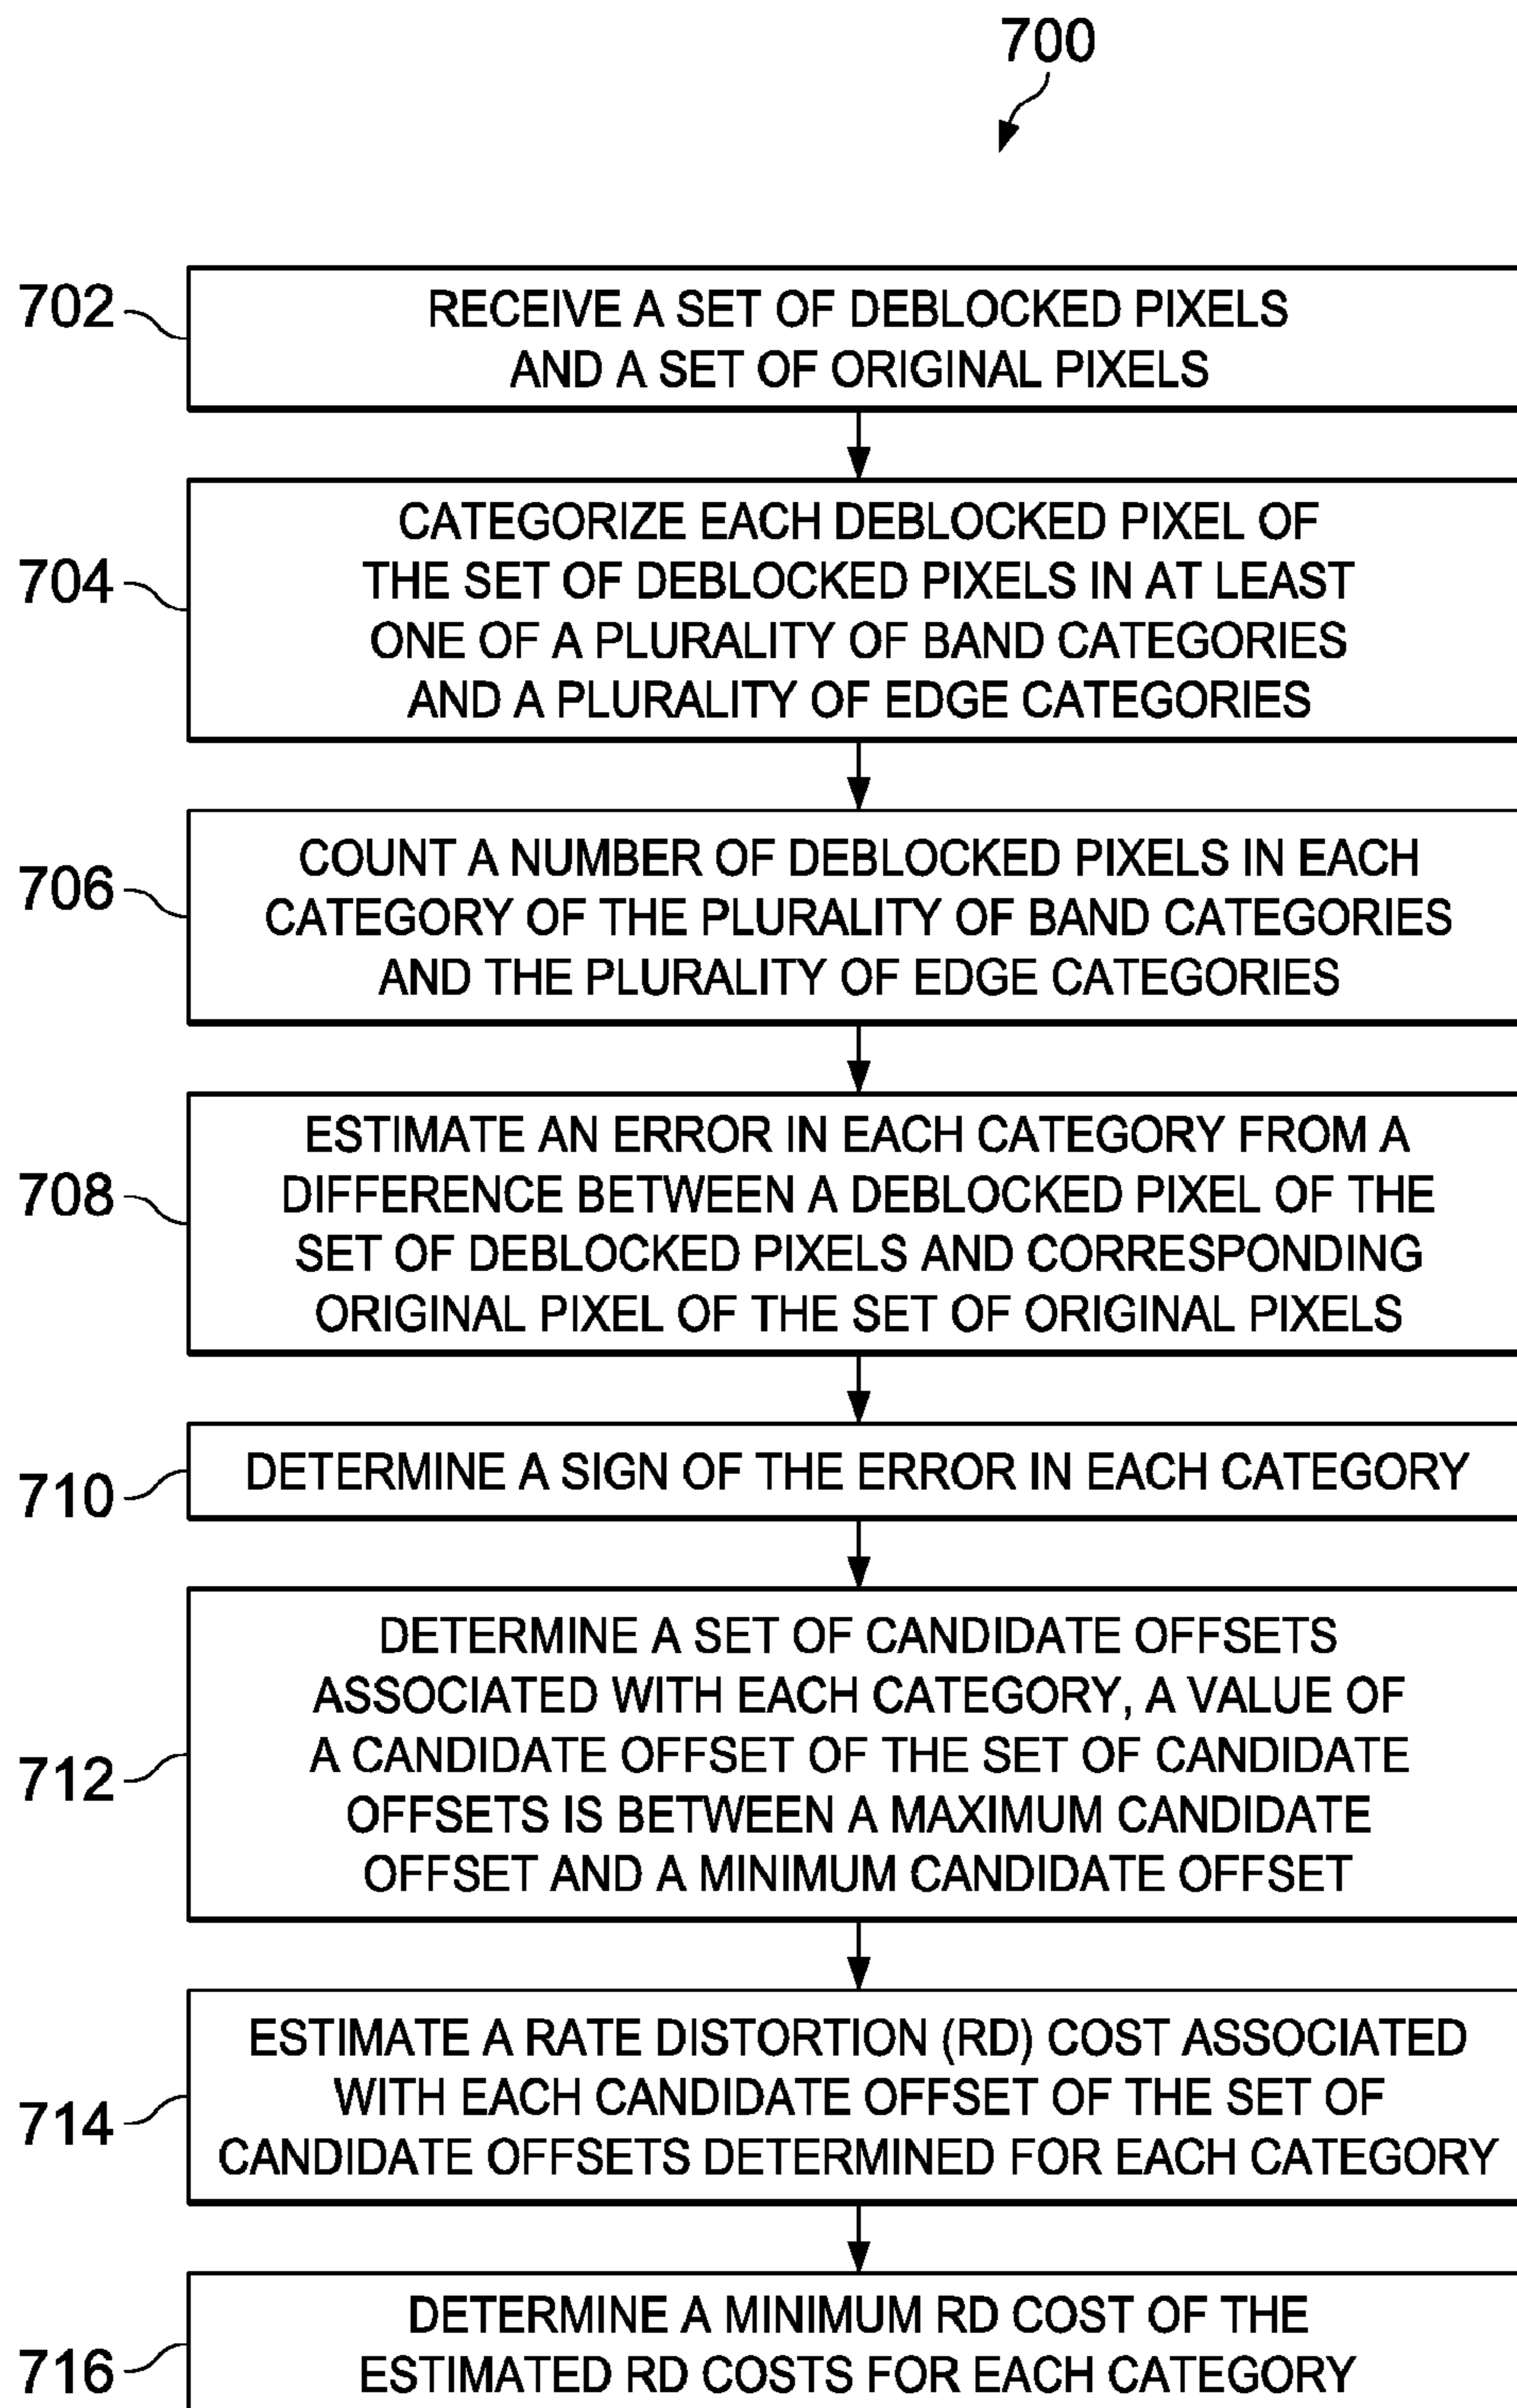 700
702
RECEIVE A SET OF DEBLOCKED PIXELS
AND A SET OF ORIGINAL PIXELS
704
CATEGORIZE EACH DEBLOCKED PIXEL OF
THE SET OF DEBLOCKED PIXELS IN AT LEAST
ONE OF A PLURALITY OF BAND CATEGORIES
AND A PLURALITY OF EDGE CATEGORIES
706
COUNT A NUMBER OF DEBLOCKED PIXELS IN EACH
CATEGORY OF THE PLURALITY OF BAND CATEGORIES
AND THE PLURALITY OF EDGE CATEGORIES
708
ESTIMATE AN ERROR IN EACH CATEGORY FROM A
DIFFERENCE BETWEEN A DEBLOCKED PIXEL OF THE
SET OF DEBLOCKED PIXELS AND CORRESPONDING
ORIGINAL PIXEL OF THE SET OF ORIGINAL PIXELS
710
DETERMINE A SIGN OF THE ERROR IN EACH CATEGORY
712
DETERMINE A SET OF CANDIDATE OFFSETS
ASSOCIATED WITH EACH CATEGORY, A VALUE OF
A CANDIDATE OFFSET OF THE SET OF CANDIDATE
OFFSETS IS BETWEEN A MAXIMUM CANDIDATE
OFFSET AND A MINIMUM CANDIDATE OFFSET
714
ESTIMATE A RATE DISTORTION (RD) COST ASSOCIATED
WITH EACH CANDIDATE OFFSET OF THE SET OF
CANDIDATE OFFSETS DETERMINED FOR EACH CATEGORY
716
DETERMINE A MINIMUM RD COST OF THE
ESTIMATED RD COSTS FOR EACH CATEGORY